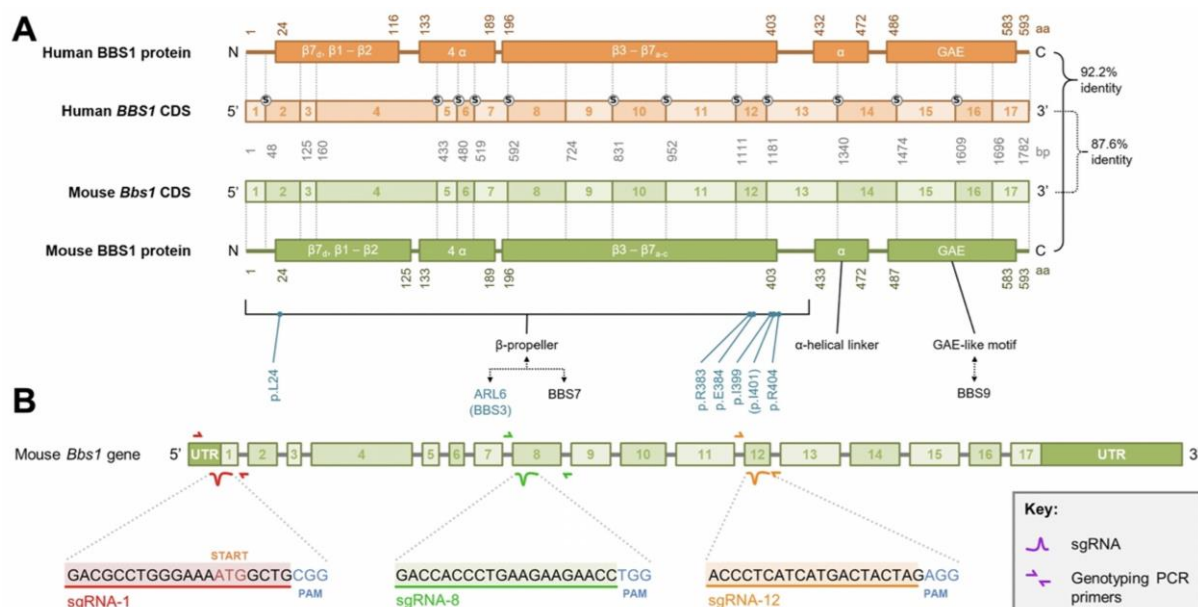 A
1 24 116 133 189 196 403 432 472 486 583 593 aa
Human BBS1 protein N β7d, β1 – β2 4 α β3 – β7a-c α GAE C
92.2% identity
S S S S S S S S S S S S
Human BBS1 CDS 5' 1 2 3 4 5 6 7 8 9 10 11 12 13 14 15 16 17 3'
1 48 125 160 433 480 519 592 724 831 952 1111 1181 1340 1474 1609 1696 1782 bp
87.6% identity
Mouse Bbs1 CDS 5' 1 2 3 4 5 6 7 8 9 10 11 12 13 14 15 16 17 3'
Mouse BBS1 protein N β7d, β1 – β2 4 α β3 – β7a-c α GAE C
1 24 125 133 189 196 403 433 472 487 583 593 aa
β-propeller α-helical linker GAE-like motif
p.L24 p.R383 p.E384 p.I399 (p.I401) p.R404
ARL6 (BBS3) BBS7 BBS9
B
Mouse Bbs1 gene 5' UTR 1 2 3 4 5 6 7 8 9 10 11 12 13 14 15 16 17 UTR 3'
START
GACGCCTGGGAAAATGGCTGCGG GACCACCCTGAAGAAGAACCTGG ACCCTCATCATGACTACTAGAGG
sgRNA-1 PAM sgRNA-8 PAM sgRNA-12 PAM
Key:
sgRNA
Genotyping PCR
primers